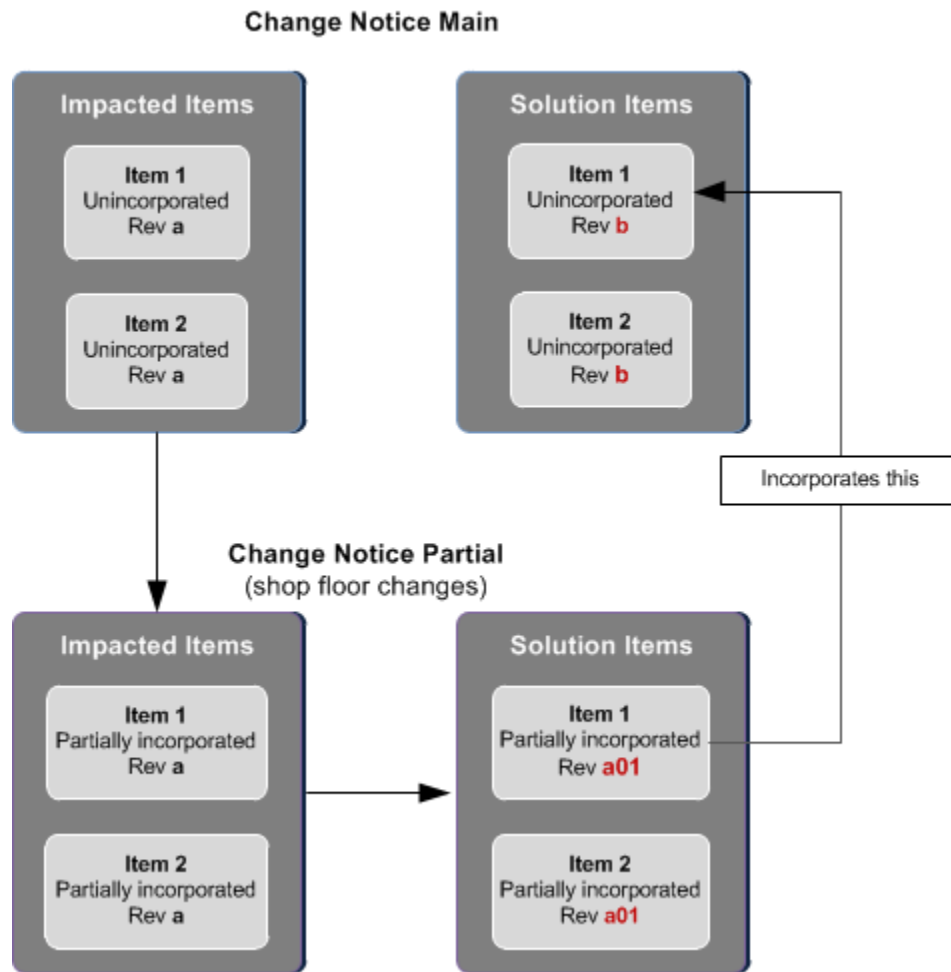 Change Notice Main
Impacted Items
Item 1
Unincorporated
Rev a
Item 2
Unincorporated
Rev a
Solution Items
Item 1
Unincorporated
Rev b
Item 2
Unincorporated
Rev b
Incorporates this
Change Notice Partial
(shop floor changes)
Impacted Items
Item 1
Partially incorporated
Rev a
Item 2
Partially incorporated
Rev a
Solution Items
Item 1
Partially incorporated
Rev a01
Item 2
Partially incorporated
Rev a01